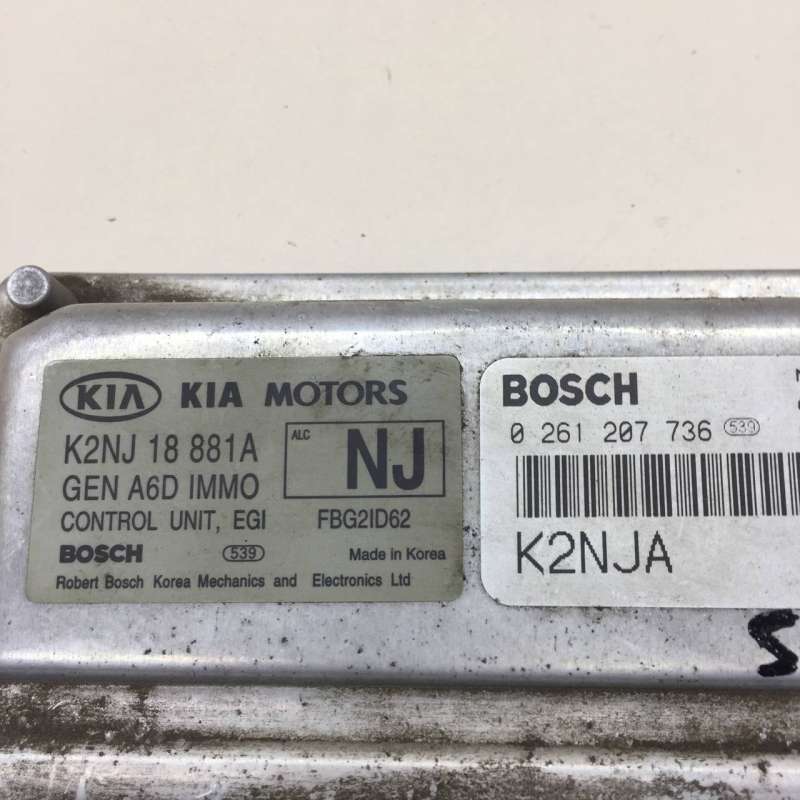 KIA KIA MOTORS
K2NJ 18 881A
ALC NJ
GEN A6D IMMO
CONTROL UNIT, EGI FBG2ID62
BOSCH 539 Made in Korea
Robert Bosch Korea Mechanics and Electronics Ltd
BOSCH
0 261 207 736 539
K2NJA